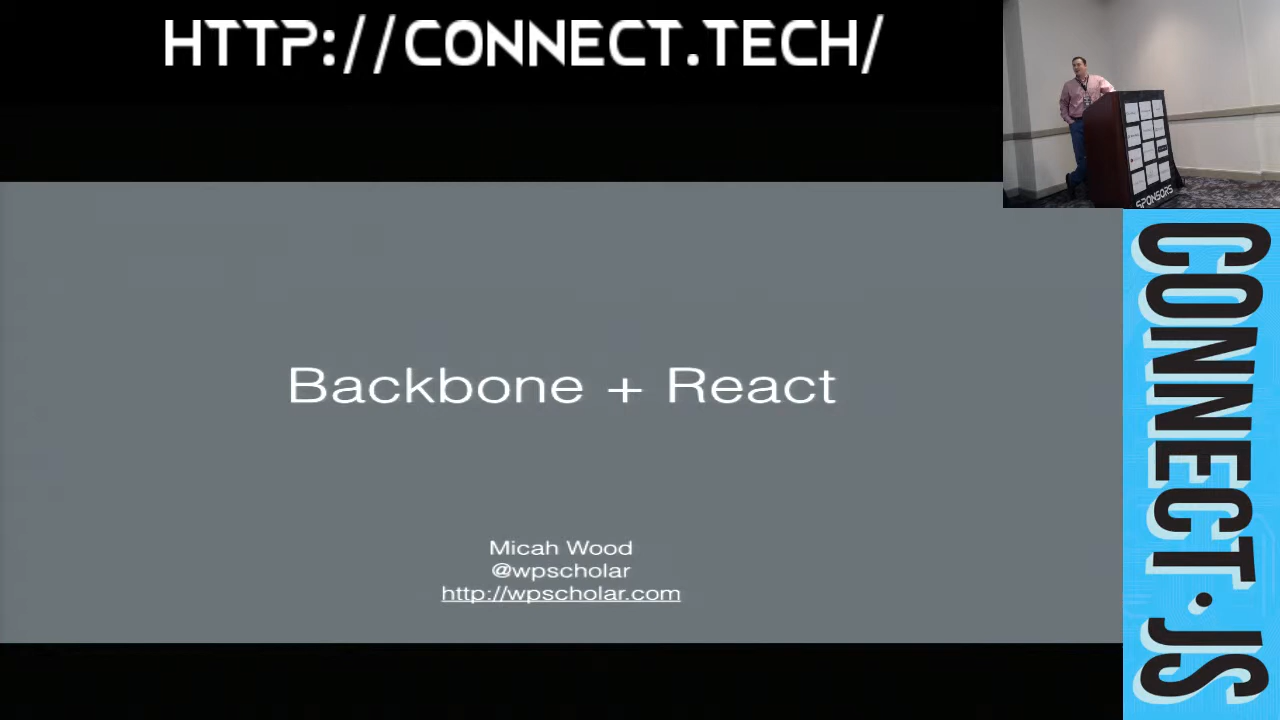 HTTP://CONNECT.TECH/
SPONSORS
Backbone + React
Micah Wood
@wpscholar
http://wpscholar.com
CONNECT.JS